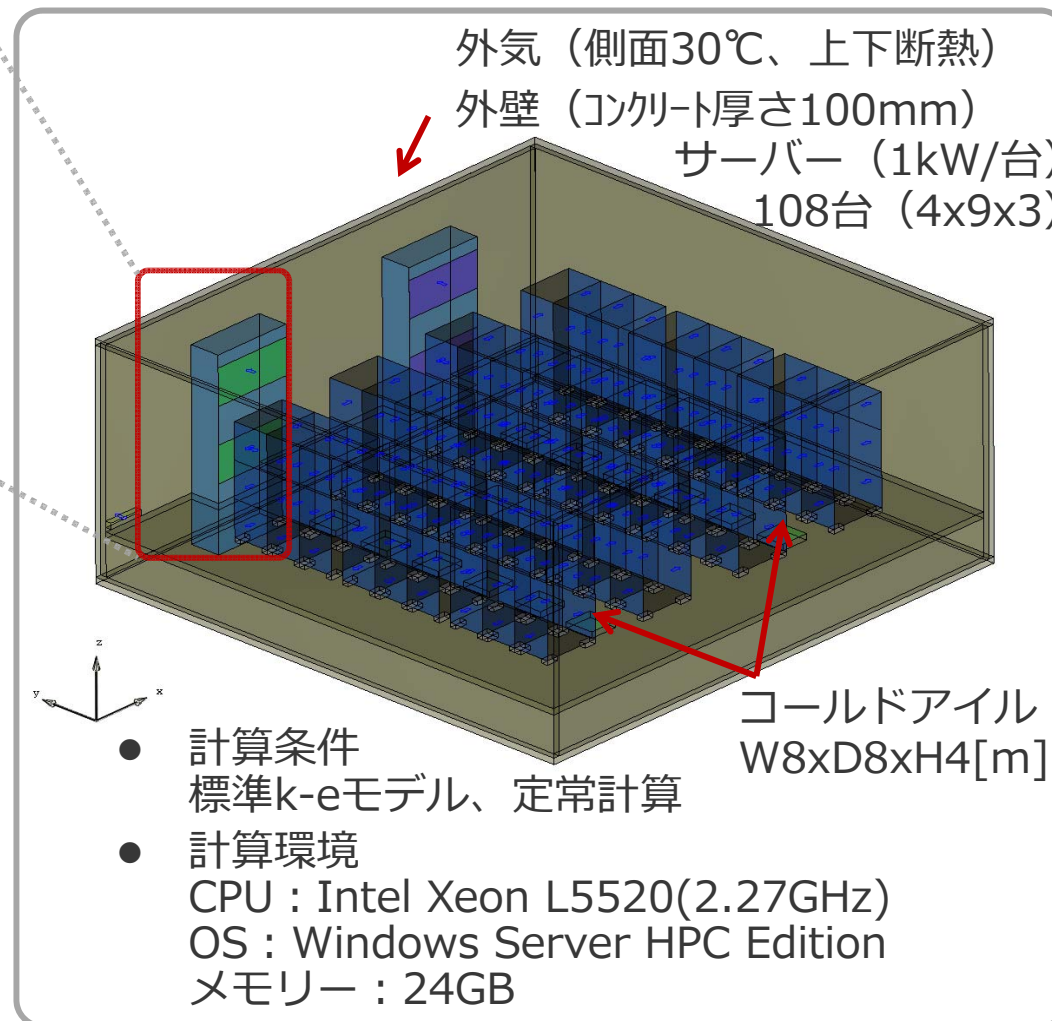 外気（側面30℃、上下断熱）
外壁（ｺﾝｸﾘｰﾄ厚さ100mm）
サーバー（1kW/台）
108台（4x9x3）
z
y
x
コールドアイル
W8xD8xH4[m]
● 計算条件
標準k-eモデル、定常計算
● 計算環境
CPU：Intel Xeon L5520(2.27GHz)
OS：Windows Server HPC Edition
メモリー：24GB